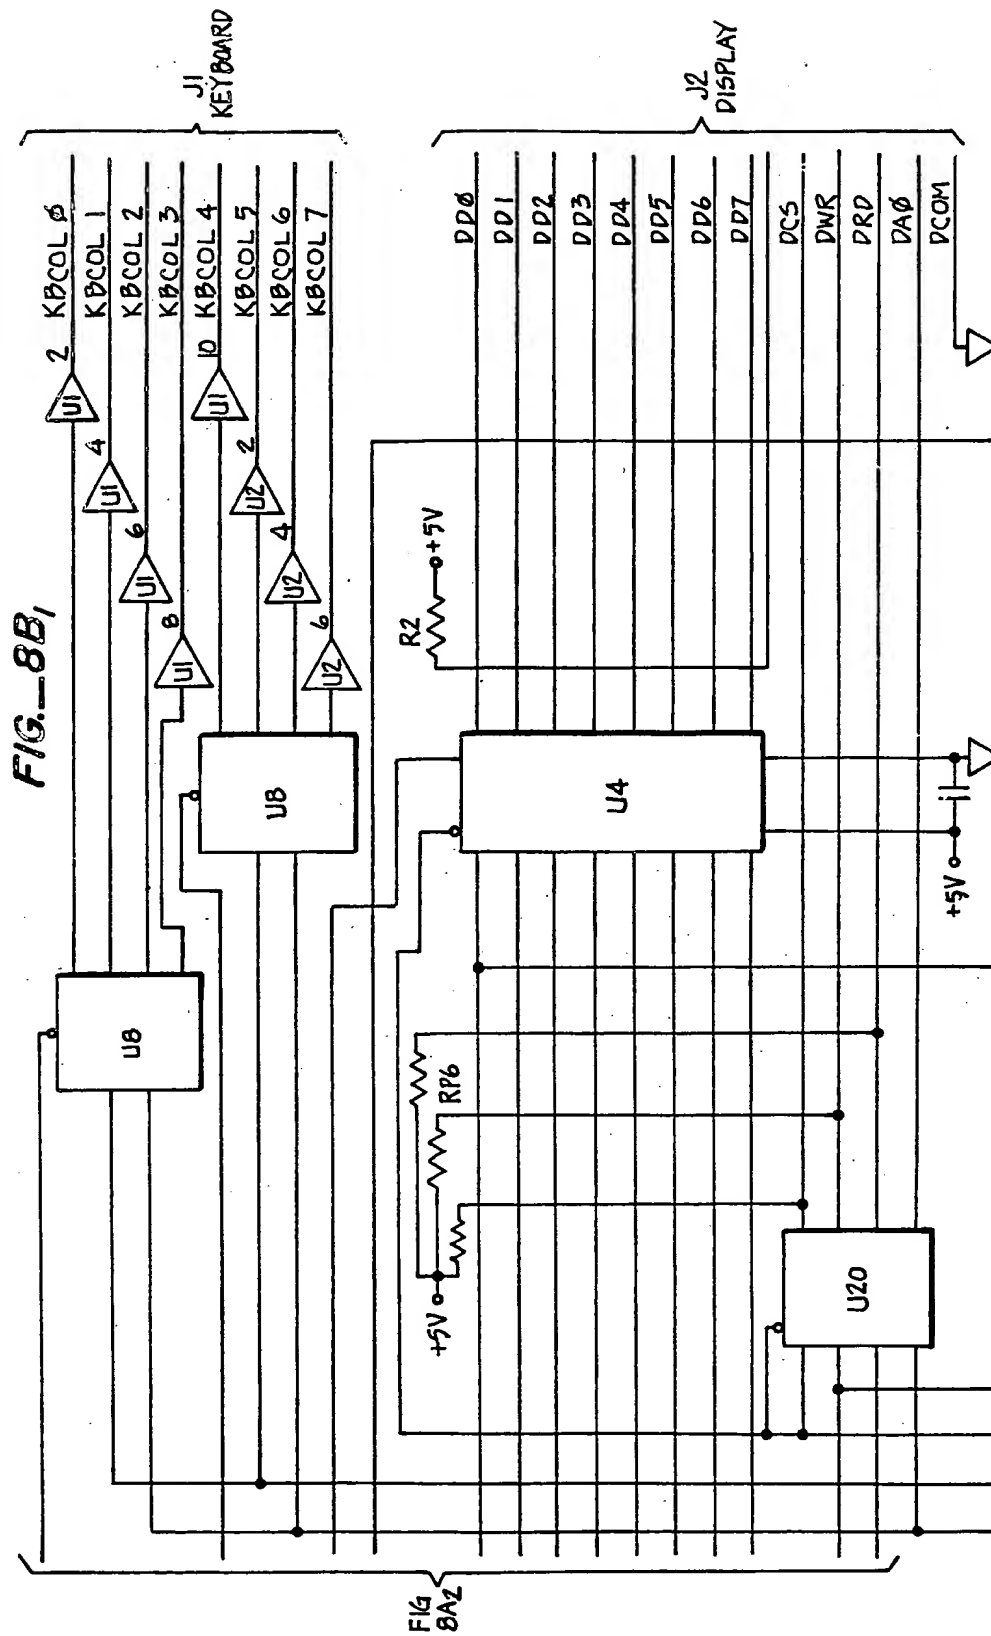 FIG._8B₁
J1
KEYBOARD
KBCOL Ø
KBCOL 1
KBCOL 2
KBCOL 3
KBCOL 4
KBCOL 5
KBCOL 6
KBCOL 7
2
4
6
8
10
2
4
6
U1
U1
U1
U1
U1
U2
U2
U2
U8
U8
J2
DISPLAY
DDØ
DD1
DD2
DD3
DD4
DD5
DD6
DD7
DCS
DWR
DRD
DAØ
DCOM
R2
+5V
U4
+5V
RP6
+5V
U20
FIG
8A2